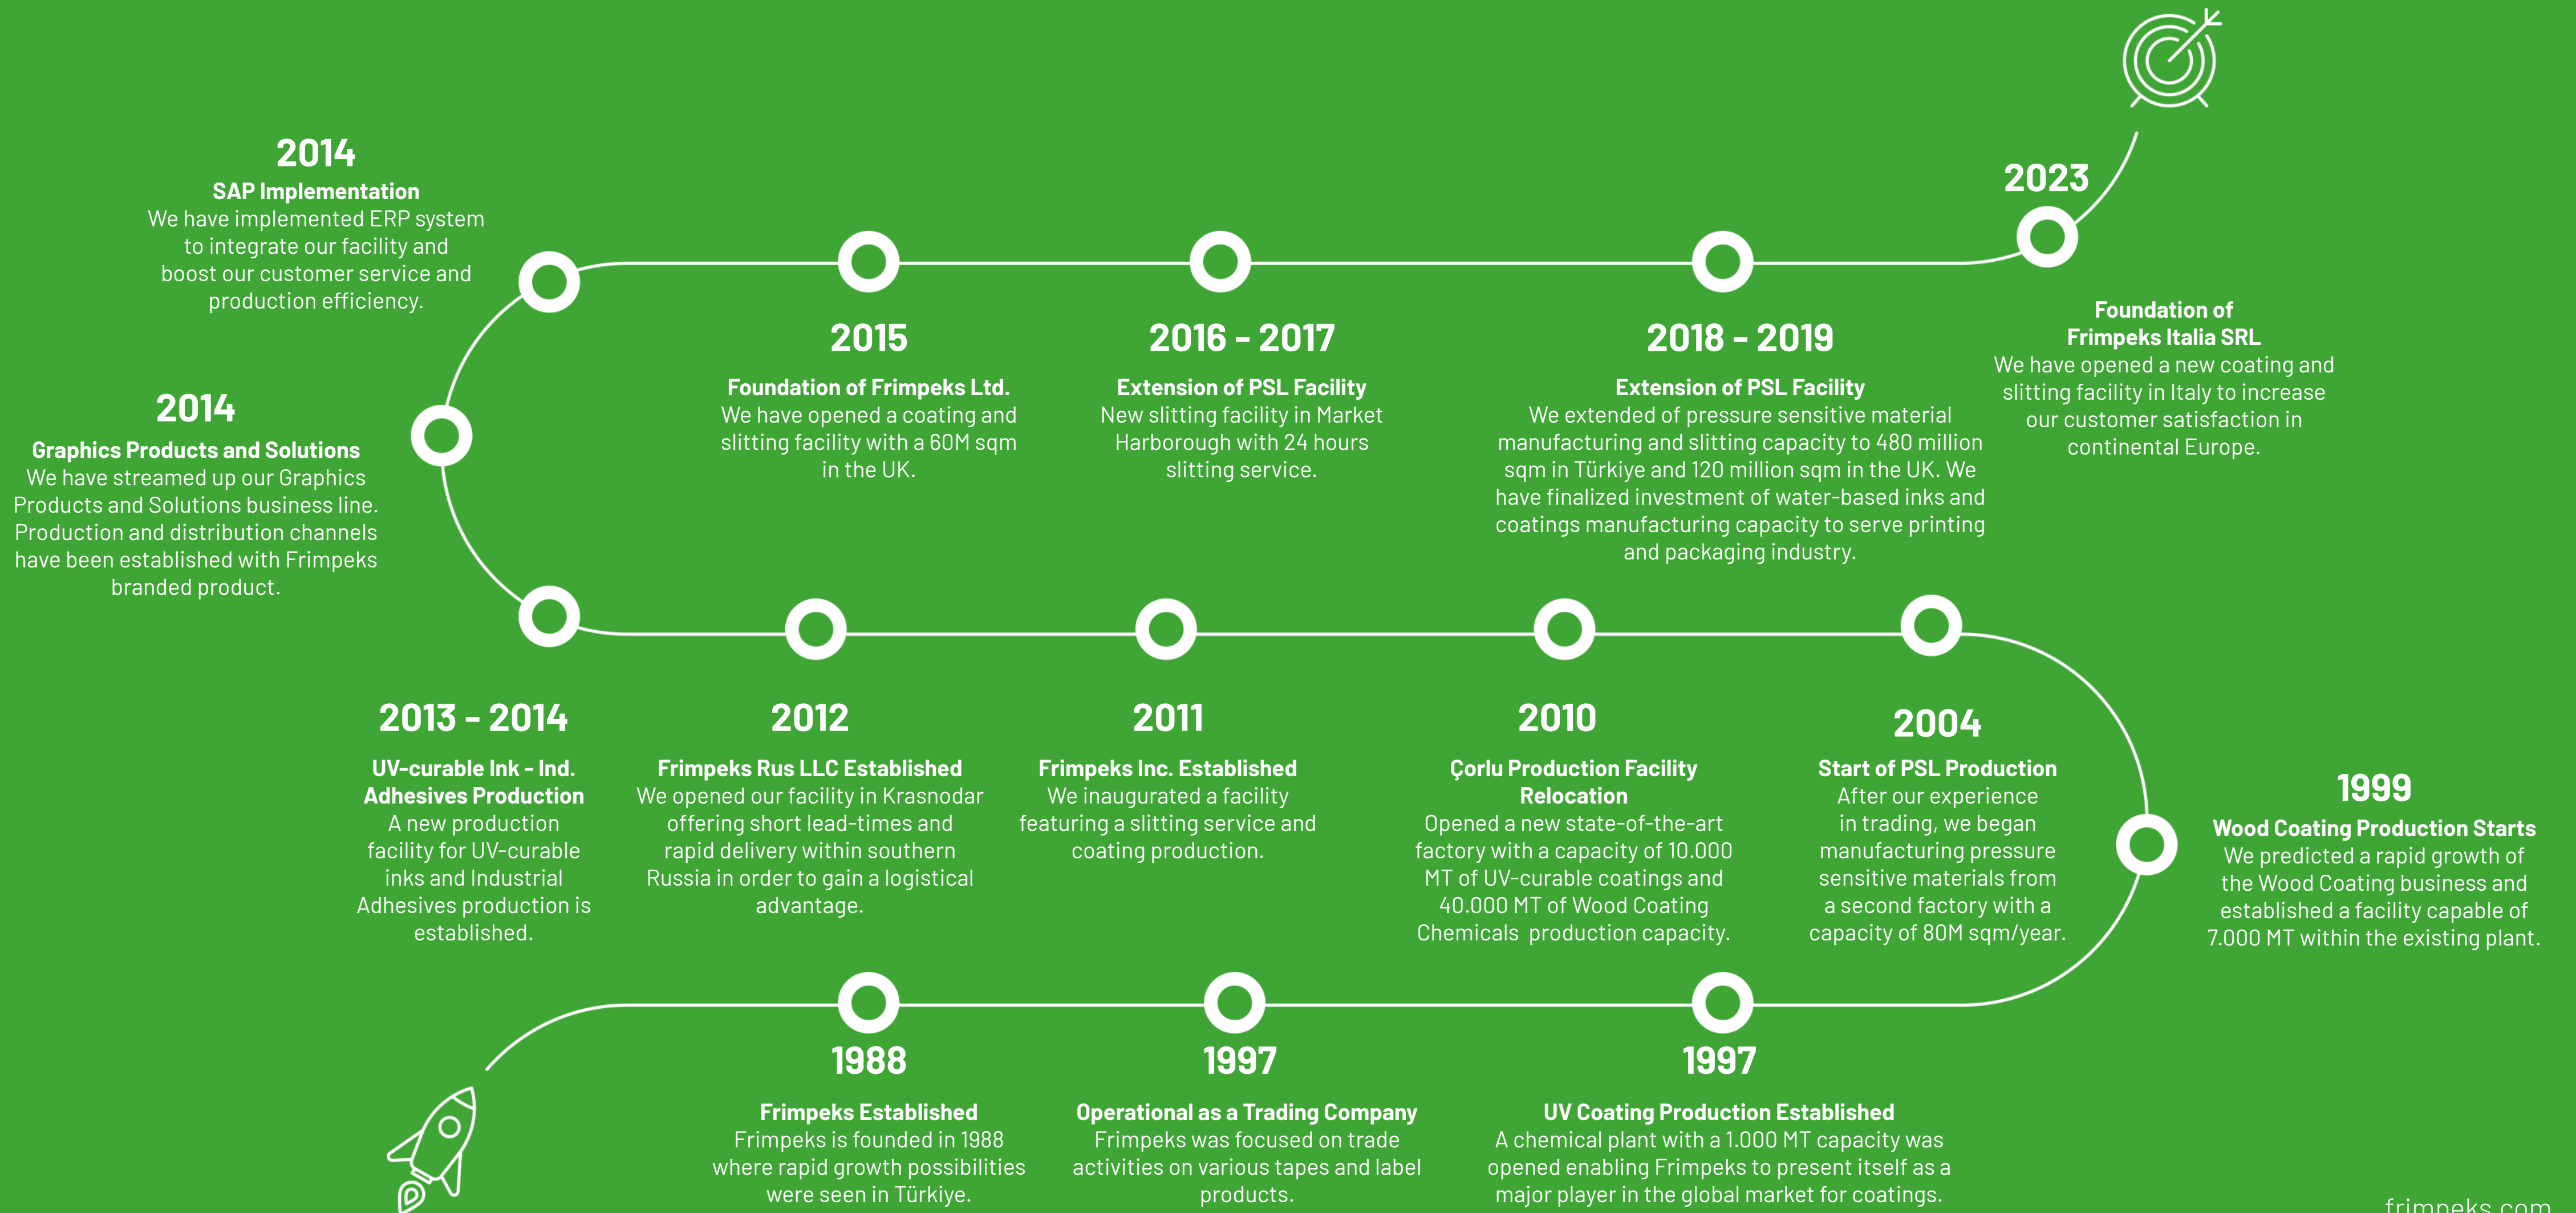 2014
SAP Implementation
We have implemented ERP system
to integrate our facility and
boost our customer service and
production efficiency.
2014
Graphics Products and Solutions
We have streamed up our Graphics
Products and Solutions business line.
Production and distribution channels
have been established with Frimpeks
branded product.
2015
Foundation of Frimpeks Ltd.
We have opened a coating and
slitting facility with a 60M sqm
in the UK.
2016 - 2017
Extension of PSL Facility
New slitting facility in Market
Harborough with 24 hours
slitting service.
2018 - 2019
Extension of PSL Facility
We extended of pressure sensitive material
manufacturing and slitting capacity to 480 million
sqm in Türkiye and 120 million sqm in the UK. We
have finalized investment of water-based inks and
coatings manufacturing capacity to serve printing
and packaging industry.
2023
Foundation of
Frimpeks Italia SRL
We have opened a new coating and
slitting facility in Italy to increase
our customer satisfaction in
continental Europe.
2013 - 2014
UV-curable Ink - Ind.
Adhesives Production
A new production
facility for UV-curable
inks and Industrial
Adhesives production is
established.
2012
Frimpeks Rus LLC Established
We opened our facility in Krasnodar
offering short lead-times and
rapid delivery within southern
Russia in order to gain a logistical
advantage.
2011
Frimpeks Inc. Established
We inaugurated a facility
featuring a slitting service and
coating production.
2010
Çorlu Production Facility
Relocation
Opened a new state-of-the-art
factory with a capacity of 10.000
MT of UV-curable coatings and
40.000 MT of Wood Coating
Chemicals production capacity.
2004
Start of PSL Production
After our experience
in trading, we began
manufacturing pressure
sensitive materials from
a second factory with a
capacity of 80M sqm/year.
1999
Wood Coating Production Starts
We predicted a rapid growth of
the Wood Coating business and
established a facility capable of
7.000 MT within the existing plant.
1988
Frimpeks Established
Frimpeks is founded in 1988
where rapid growth possibilities
were seen in Türkiye.
1997
Operational as a Trading Company
Frimpeks was focused on trade
activities on various tapes and label
products.
1997
UV Coating Production Established
A chemical plant with a 1.000 MT capacity was
opened enabling Frimpeks to present itself as a
major player in the global market for coatings.
frimpeks.com